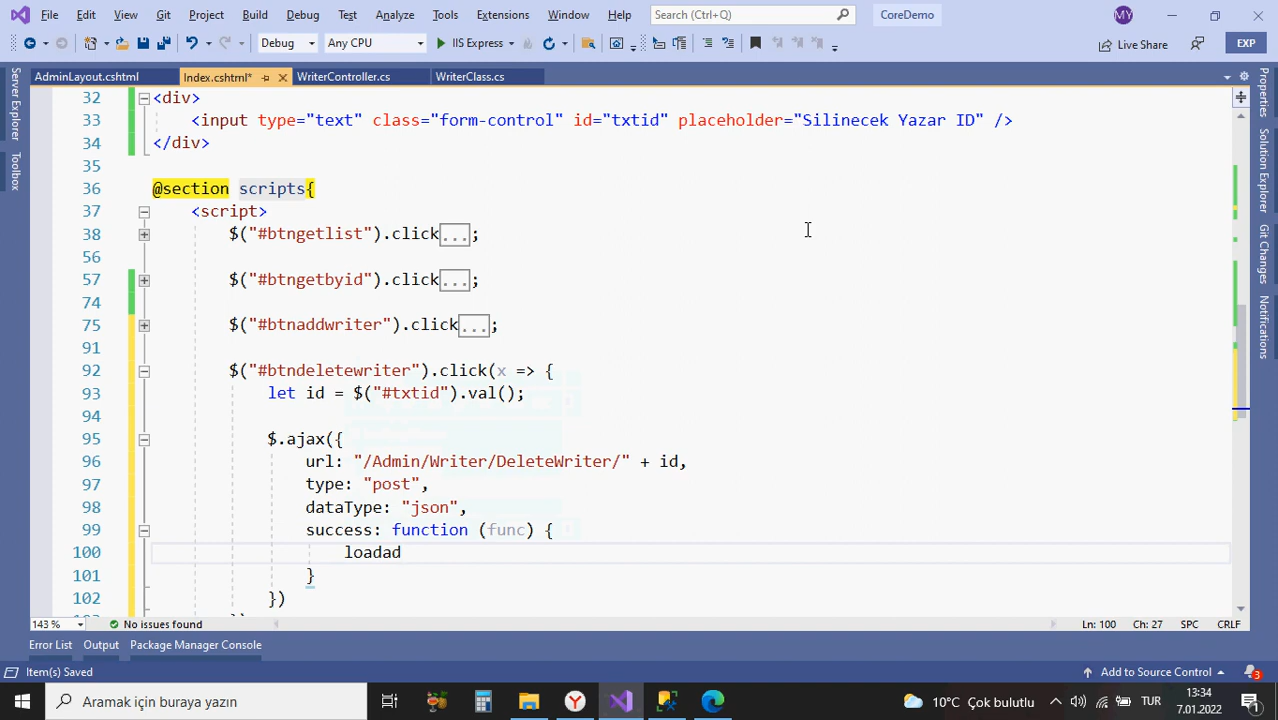 File Edit View Git Project Build Debug Test Analyze Tools Extensions Window Help Search (Ctrl+Q) CoreDemo MY
Debug Any CPU IIS Express Live Share EXP
AdminLayout.cshtml Index.cshtml* WriterController.cs WriterClass.cs
Server Explorer
Toolbox
Properties
Solution Explorer
Git Changes
Notifications
32 <div>
33 <input type="text" class="form-control" id="txtid" placeholder="Silinecek Yazar ID" />
34 </div>
35
36 @section scripts{
37 <script>
38 $("#btngetlist").click...;
56
57 $("#btngetbyid").click...;
74
75 $("#btnaddwriter").click...;
91
92 $("#btndeletewriter").click(x => {
93 let id = $("#txtid").val();
94
95 $.ajax({
96 url: "/Admin/Writer/DeleteWriter/" + id,
97 type: "post",
98 dataType: "json",
99 success: function (func) {
100 loadad
101 }
102 })
143 % No issues found Ln: 100 Ch: 27 SPC CRLF
Error List Output Package Manager Console
Item(s) Saved Add to Source Control 3
Aramak için buraya yazın 10°C Çok bulutlu TUR 13:34
7.01.2022 1